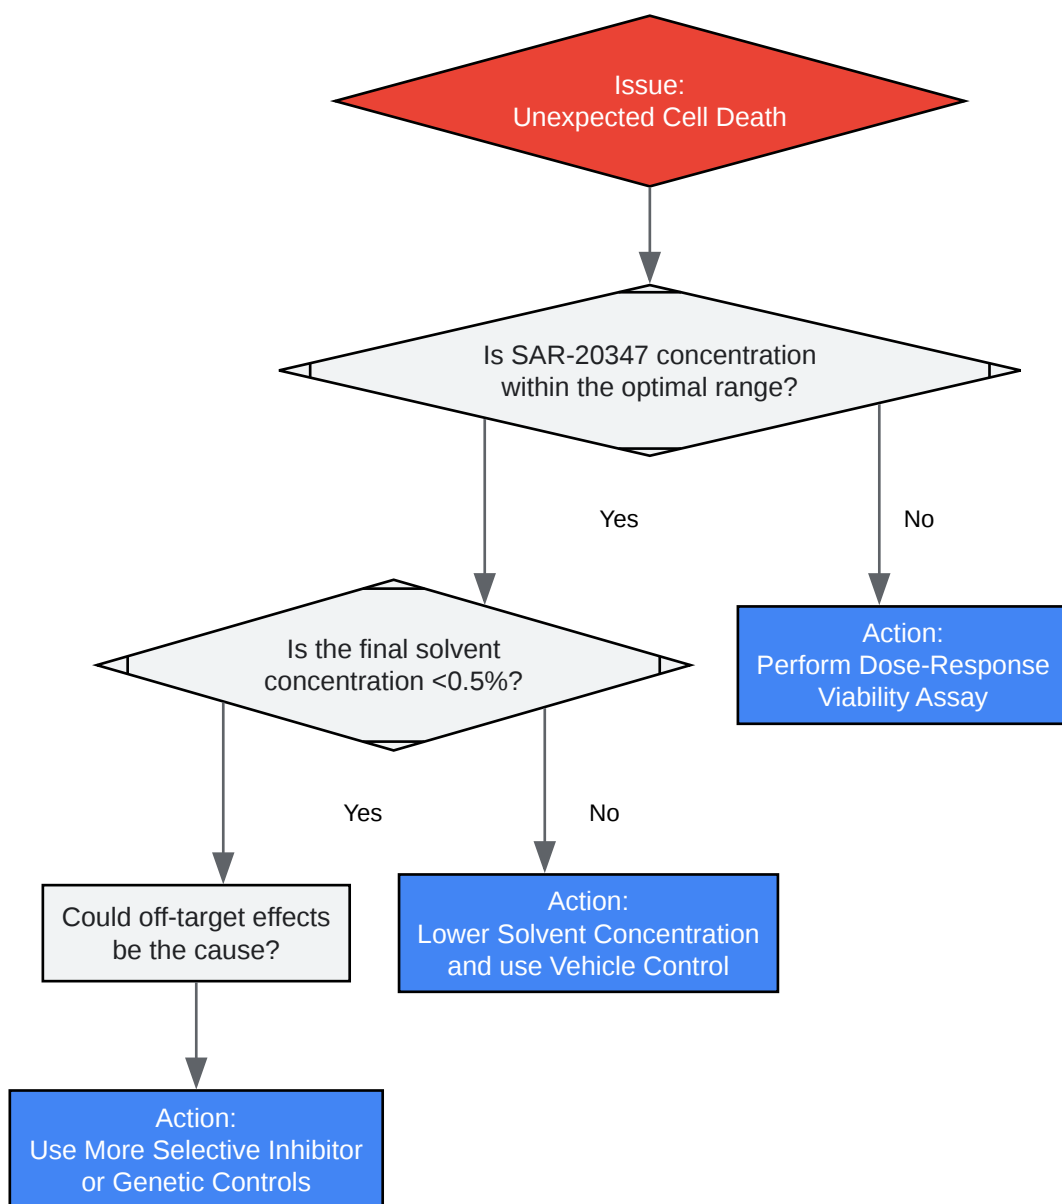 Issue:
Unexpected Cell Death
Is SAR-20347 concentration
within the optimal range?
Yes
No
Is the final solvent
concentration <0.5%?
Action:
Perform Dose-Response
Viability Assay
Yes
No
Could off-target effects
be the cause?
Action:
Lower Solvent Concentration
and use Vehicle Control
Action:
Use More Selective Inhibitor
or Genetic Controls